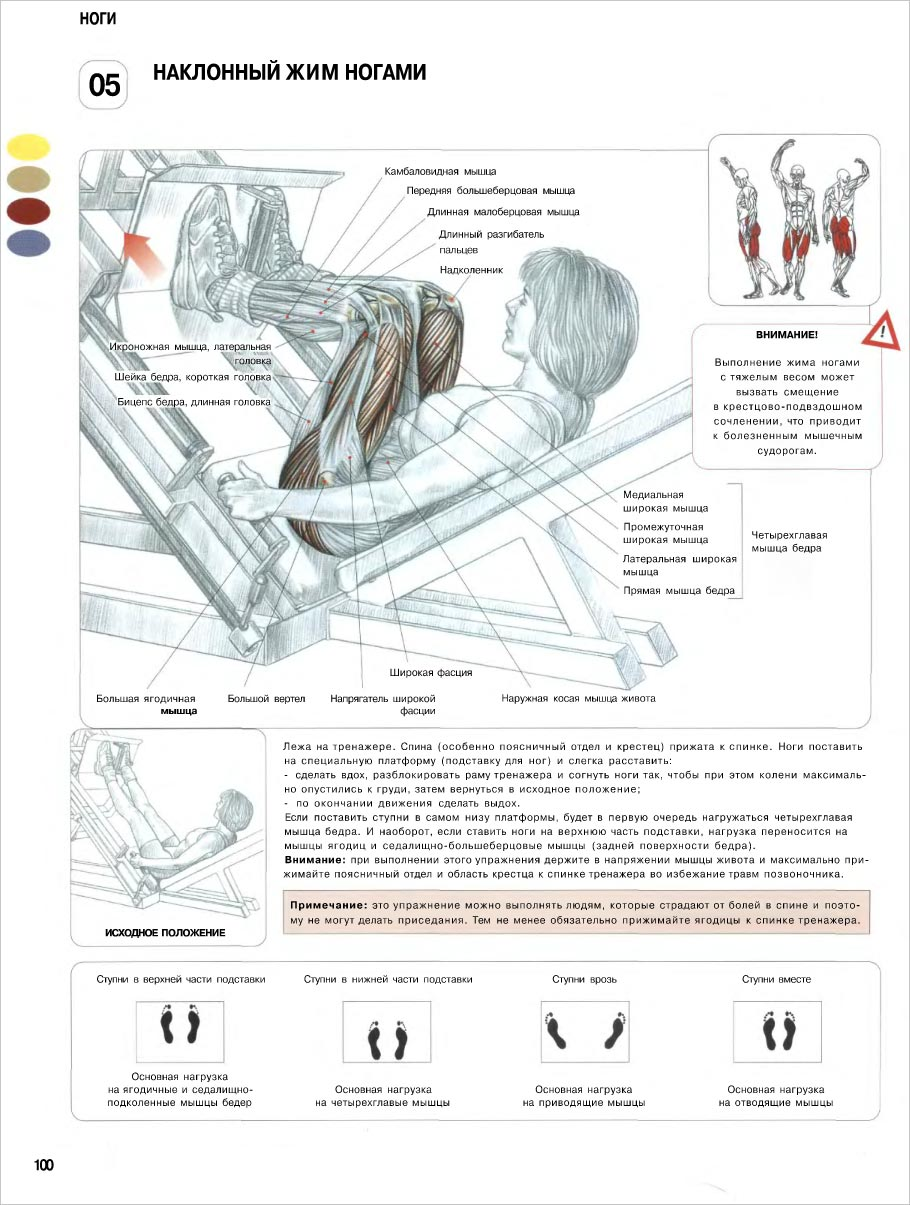 НОГИ
05
НАКЛОННЫЙ ЖИМ НОГАМИ
Камбаловидная мышца
Передняя большеберцовая мышца
Длинная малоберцовая мышца
Длинный разгибатель
пальцев
Надколенник
Икроножная мышца, латеральная
головка
Шейка бедра, короткая головка
Бицепс бедра, длинная головка
ВНИМАНИЕ!
!
Выполнение жима ногами
с тяжелым весом может
вызвать смещение
в крестцово-подвздошном
сочленении, что приводит
к болезненным мышечным
судорогам.
Медиальная
широкая мышца
Промежуточная
широкая мышца
Латеральная широкая
мышца
Прямая мышца бедра
Четырехглавая
мышца бедра
Широкая фасция
Большая ягодичная
мышца
Большой вертел
Напрягатель широкой
фасции
Наружная косая мышца живота
ИСХОДНОЕ ПОЛОЖЕНИЕ
Лежа на тренажере. Спина (особенно поясничный отдел и крестец) прижата к спинке. Ноги поставить
на специальную платформу (подставку для ног) и слегка расставить:
- сделать вдох, разблокировать раму тренажера и согнуть ноги так, чтобы при этом колени максималь-
но опустились к груди, затем вернуться в исходное положение;
- по окончании движения сделать выдох.
Если поставить ступни в самом низу платформы, будет в первую очередь нагружаться четырехглавая
мышца бедра. И наоборот, если ставить ноги на верхнюю часть подставки, нагрузка переносится на
мышцы ягодиц и седалищно-большеберцовые мышцы (задней поверхности бедра).
Внимание: при выполнении этого упражнения держите в напряжении мышцы живота и максимально при-
жимайте поясничный отдел и область крестца к спинке тренажера во избежание травм позвоночника.
Примечание: это упражнение можно выполнять людям, которые страдают от болей в спине и поэто-
му не могут делать приседания. Тем не менее обязательно прижимайте ягодицы к спинке тренажера.
Ступни в верхней части подставки
Основная нагрузка
на ягодичные и седалищно-
подколенные мышцы бедер
Ступни в нижней части подставки
Основная нагрузка
на четырехглавые мышцы
Ступни врозь
Основная нагрузка
на приводящие мышцы
Ступни вместе
Основная нагрузка
на отводящие мышцы
100